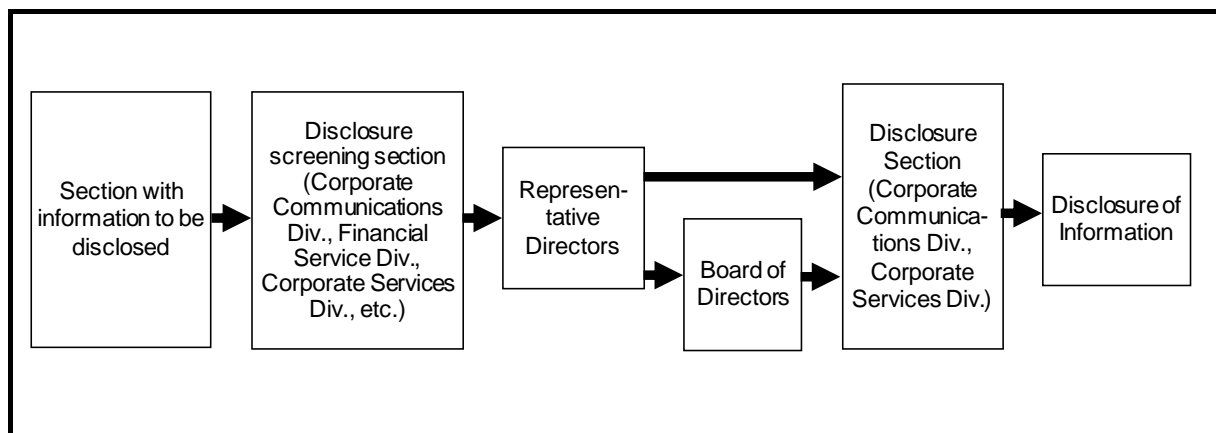 Section with
information to be
disclosed
Disclosure
screening section
(Corporate
Communications
Div., Financial
Service Div.,
Corporate Services
Div., etc.)
Represen-
tative
Directors
Board of
Directors
Disclosure
Section
(Corporate
Communica-
tions Div.,
Corporate
Services Div.)
Disclosure of
Information